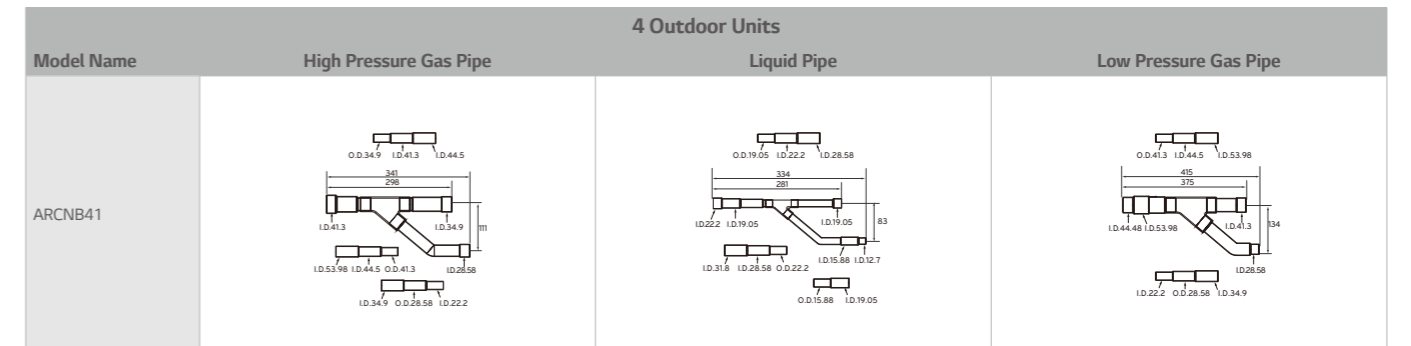 4 Outdoor Units
Model Name High Pressure Gas Pipe Liquid Pipe Low Pressure Gas Pipe
ARCNB41
O.D.34.9 I.D.41.3 I.D.44.5
341
298
I.D.41.3 I.D.34.9
111
I.D.53.98 I.D.44.5 O.D.41.3 I.D.28.58
I.D.34.9 O.D.28.58 I.D.22.2
O.D.19.05 I.D.22.2 I.D.28.58
334
281
I.D.22.2 I.D.19.05 I.D.19.05
83
I.D.15.88 I.D.12.7
I.D.31.8 I.D.28.58 O.D.22.2
O.D.15.88 I.D.19.05
O.D.41.3 I.D.44.5 I.D.53.98
415
375
I.D.44.48 I.D.53.98 I.D.41.3
134
I.D.28.58
I.D.22.2 O.D.28.58 I.D.34.9